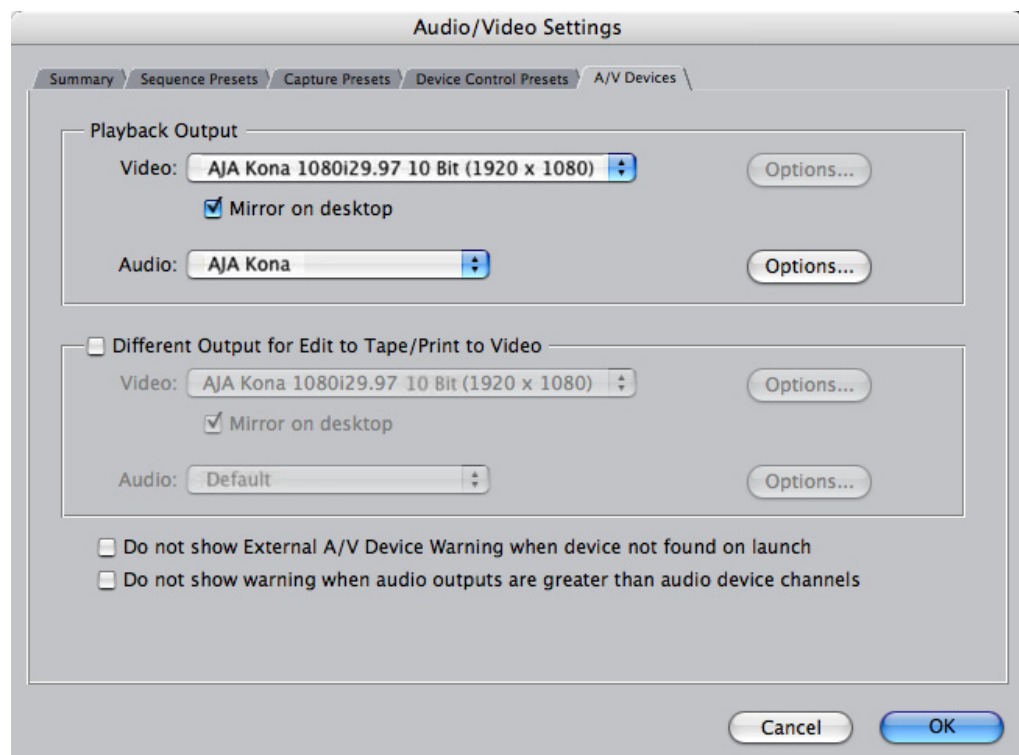 Audio/Video Settings
Summary Sequence Presets Capture Presets Device Control Presets A/V Devices
Playback Output
Video: AJA Kona 1080i29.97 10 Bit (1920 x 1080) Options...
Mirror on desktop
Audio: AJA Kona Options...
Different Output for Edit to Tape/Print to Video
Video: AJA Kona 1080i29.97 10 Bit (1920 x 1080) Options...
Mirror on desktop
Audio: Default Options...
Do not show External A/V Device Warning when device not found on launch
Do not show warning when audio outputs are greater than audio device channels
Cancel OK